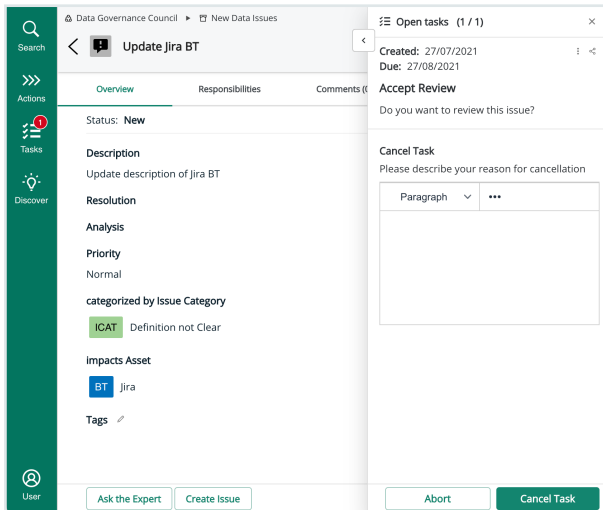 Search
Actions
1
Tasks
Discover
User
Data Governance Council ▸ New Data Issues
Update Jira BT
Overview Responsibilities Comments (
Status: New
Description
Update description of Jira BT
Resolution
Analysis
Priority
Normal
categorized by Issue Category
ICAT Definition not Clear
impacts Asset
BT Jira
Tags
Ask the Expert Create Issue
Open tasks (1 / 1)
Created: 27/07/2021
Due: 27/08/2021
Accept Review
Do you want to review this issue?
Cancel Task
Please describe your reason for cancellation
Paragraph
Abort Cancel Task